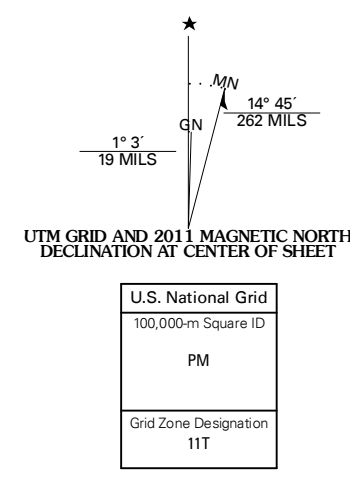 ★
MN
GN
14° 45´
262 MILS
1° 3´
19 MILS
UTM GRID AND 2011 MAGNETIC NORTH
DECLINATION AT CENTER OF SHEET
U.S. National Grid
100,000-m Square ID
PM
Grid Zone Designation
11T